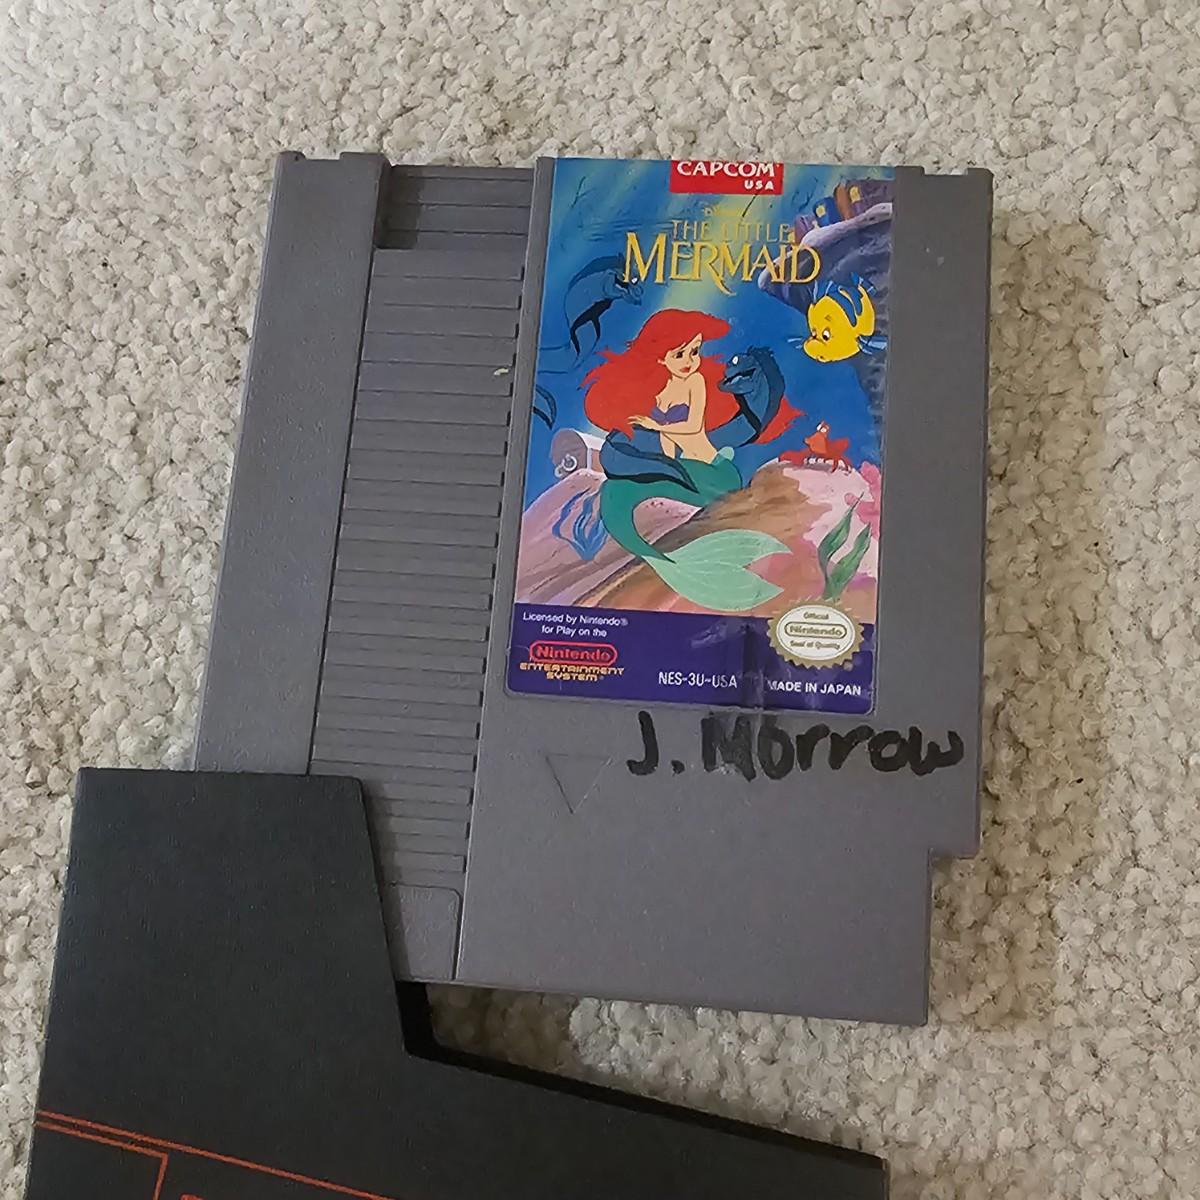 CAPCOM
USA
Disney's
THE LITTLE
MERMAID
Licensed by Nintendo®
for Play on the
Nintendo
ENTERTAINMENT
SYSTEM®
NES-3U-USA
MADE IN JAPAN
Official
Nintendo
Seal of Quality
J. Morrow